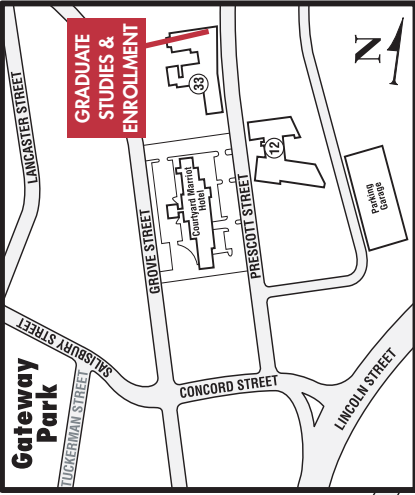 GRADUATE
STUDIES &
ENROLLMENT
N
LANCASTER STREET
33
12
Courtyard Marriot
Hotel
Parking
Garage
GROVE STREET
PRESCOTT STREET
SALISBURY STREET
CONCORD STREET
LINCOLN STREET
Gateway
Park
TUCKERMAN STREET